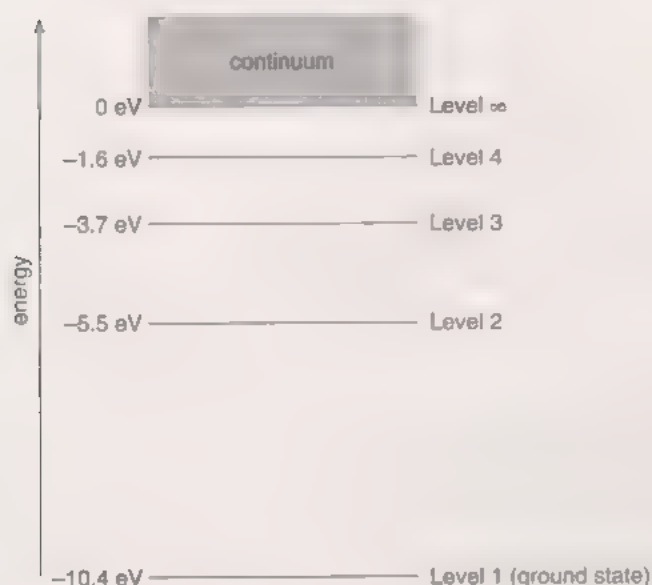 continuum
0 eV Level ∞
–1.6 eV Level 4
–3.7 eV Level 3
energy
–5.5 eV Level 2
–10.4 eV Level 1 (ground state)